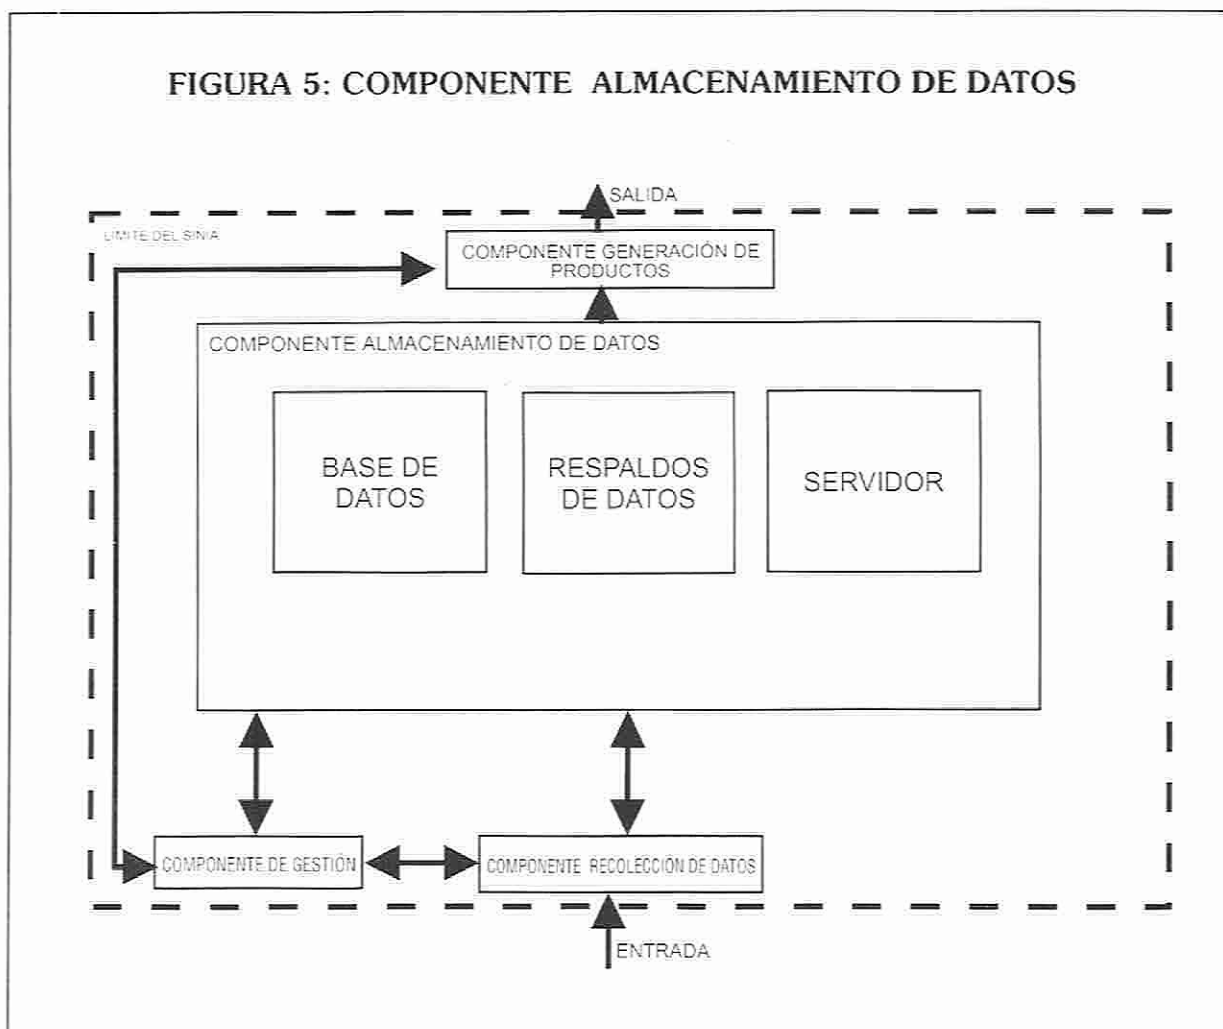 FIGURA 5: COMPONENTE ALMACENAMIENTO DE DATOS
SALIDA
LIMITE DEL SINIA
COMPONENTE GENERACIÓN DE
PRODUCTOS
COMPONENTE ALMACENAMIENTO DE DATOS
BASE DE
DATOS
RESPALDOS
DE DATOS
SERVIDOR
COMPONENTE DE GESTIÓN
COMPONENTE RECOLECCIÓN DE DATOS
ENTRADA